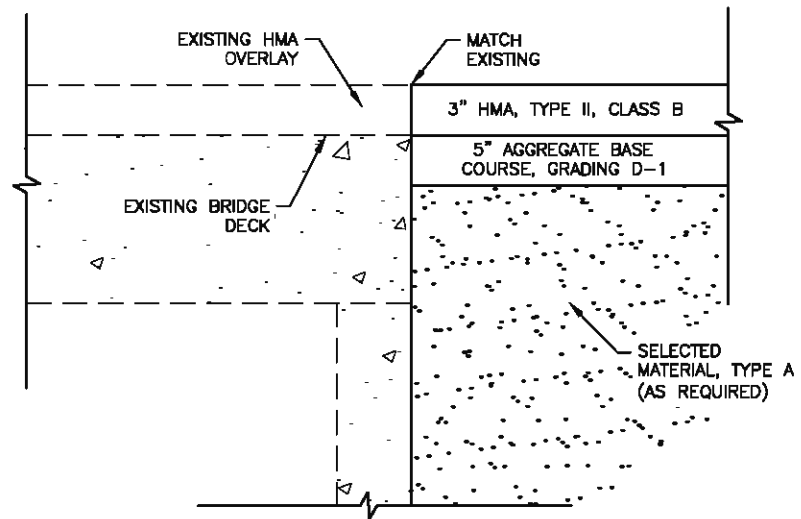 EXISTING HMA
OVERLAY
MATCH
EXISTING
3" HMA, TYPE II, CLASS B
5" AGGREGATE BASE
COURSE, GRADING D-1
EXISTING BRIDGE
DECK
SELECTED
MATERIAL, TYPE A
(AS REQUIRED)